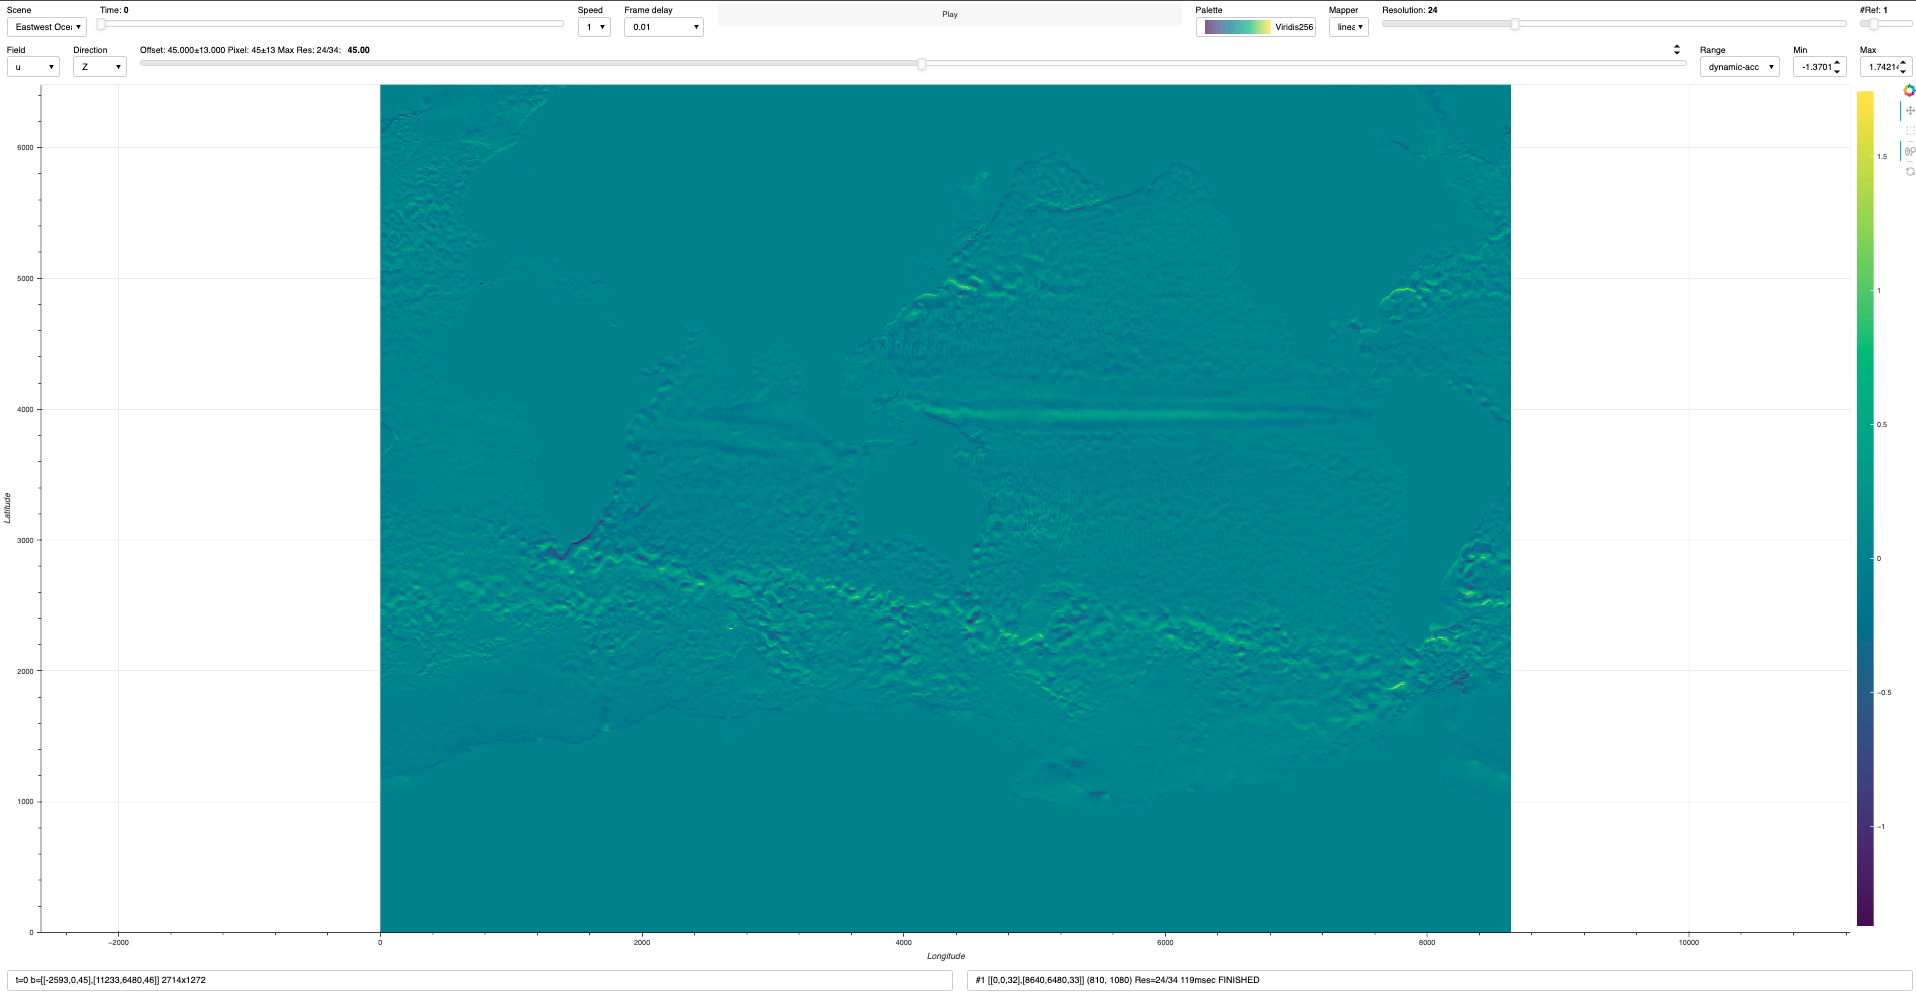 Scene
Time: 0
Speed
Frame delay
Play
Palette
Mapper
Resolution: 24
#Ref: 1
Eastwest Ocea
1
0.01
Viridis256
linea
Field
Direction
Offset: 45.000±13.000 Pixel: 45±13 Max Res: 24/34: 45.00
Range
Min
Max
u
Z
dynamic-acc
-1.3701
1.7421
6000
5000
4000
3000
2000
1000
0
Latitude
1.5
1
0.5
0
−0.5
−1
−2000
0
2000
4000
6000
8000
10000
Longitude
t=0 b=[[-2593,0,45],[11233,6480,46]] 2714x1272
#1 [[0,0,32],[8640,6480,33]] (810, 1080) Res=24/34 119msec FINISHED